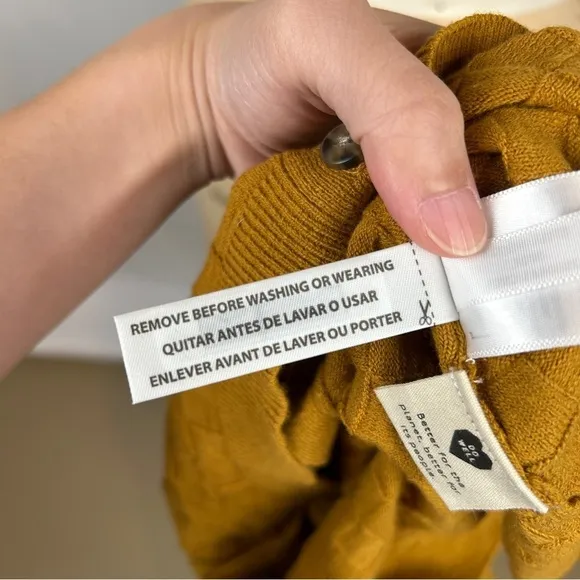 REMOVE BEFORE WASHING OR WEARING
QUITAR ANTES DE LAVAR O USAR
ENLEVER AVANT DE LAVER OU PORTER
DO
WELL
Better for the
planet, better for
its people.